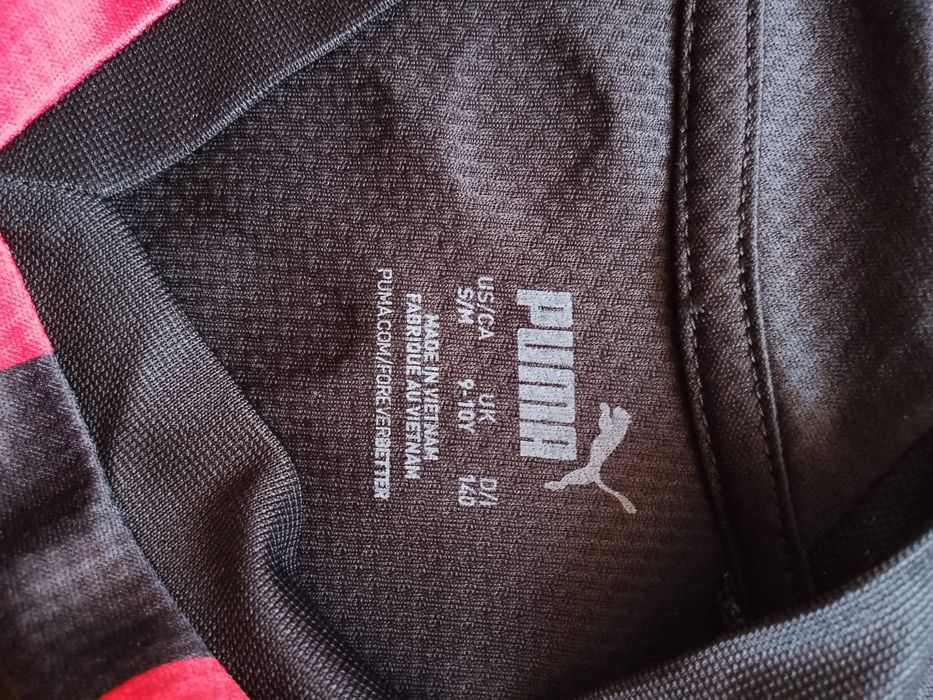 PUMA
US/CA UK D/I
S/M 9-10Y 140
MADE IN VIETNAM
FABRIQUE AU VIETNAM
PUMA.COM/FOREVERBETTER